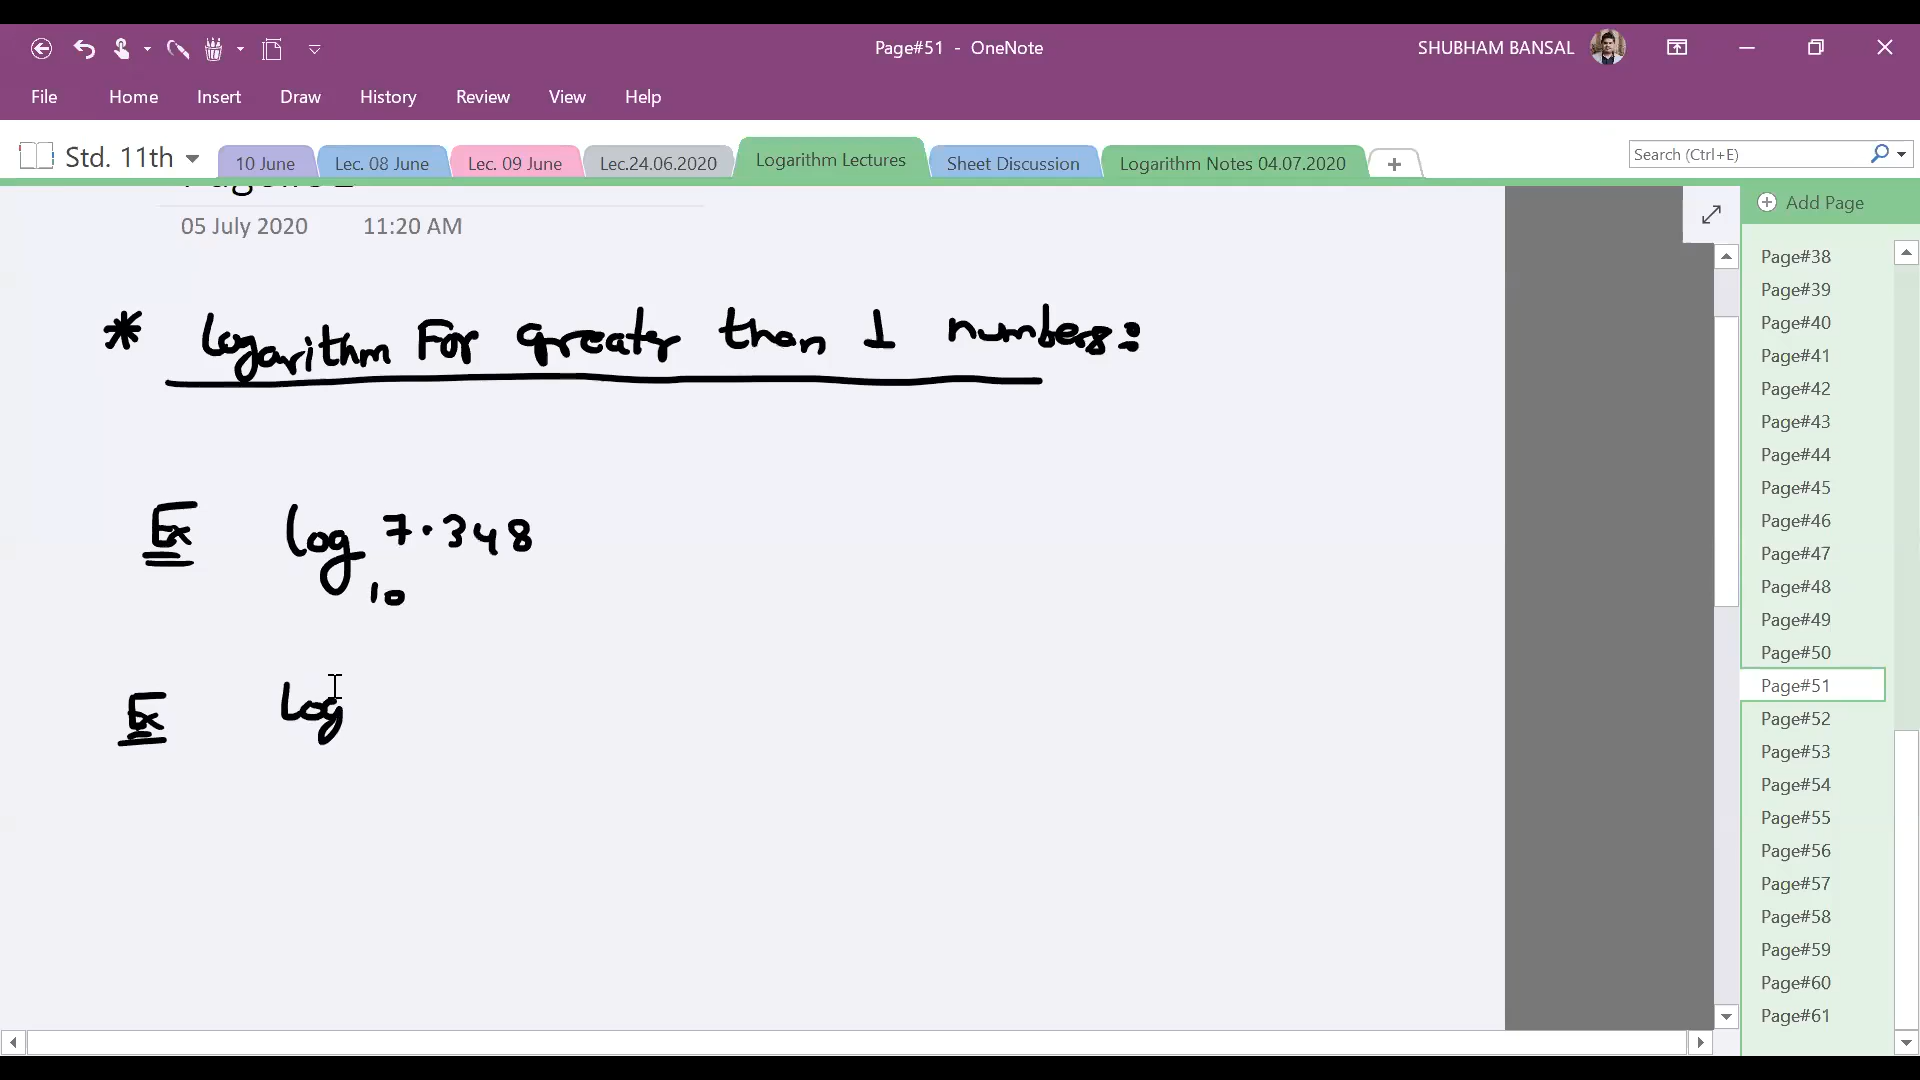 Page#51 - OneNote
SHUBHAM BANSAL
File Home Insert Draw History Review View Help
Std. 11th
10 June
Lec. 08 June
Lec. 09 June
Lec.24.06.2020
Logarithm Lectures
Sheet Discussion
Logarithm Notes 04.07.2020
Search (Ctrl+E)
05 July 2020 11:20 AM
* Logarithm For greater than 1 numbers:
Ex log 7.348
10
Ex log
Add Page
Page#38
Page#39
Page#40
Page#41
Page#42
Page#43
Page#44
Page#45
Page#46
Page#47
Page#48
Page#49
Page#50
Page#51
Page#52
Page#53
Page#54
Page#55
Page#56
Page#57
Page#58
Page#59
Page#60
Page#61